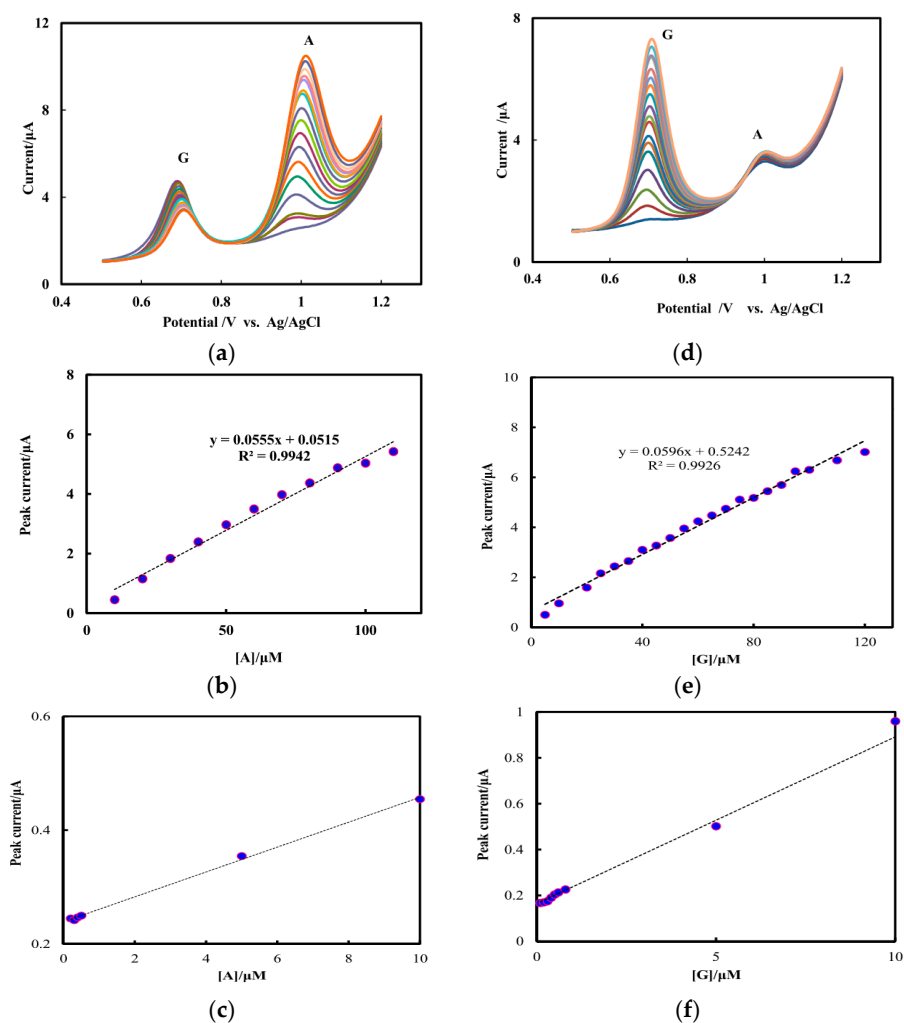 12
8
4
0
Current/µA
G
A
0.4
0.6
0.8
1
1.2
Potential /V vs. Ag/AgCl
(a)
8
4
0
Current /µA
G
A
0.4
0.6
0.8
1
1.2
Potential /V vs. Ag/AgCl
(d)
8
6
4
2
0
Peak current/µA
y = 0.0555x + 0.0515
R² = 0.9942
0
50
100
[A]/µM
(b)
10
8
6
4
2
0
Peak current/µA
y = 0.0596x + 0.5242
R² = 0.9926
0
40
80
120
[G]/µM
(e)
0.6
0.4
0.2
Peak current/µA
0
2
4
6
8
10
[A]/µM
(c)
1
0.8
0.6
0.4
0.2
0
Peak current/µA
0
5
10
[G]/µM
(f)